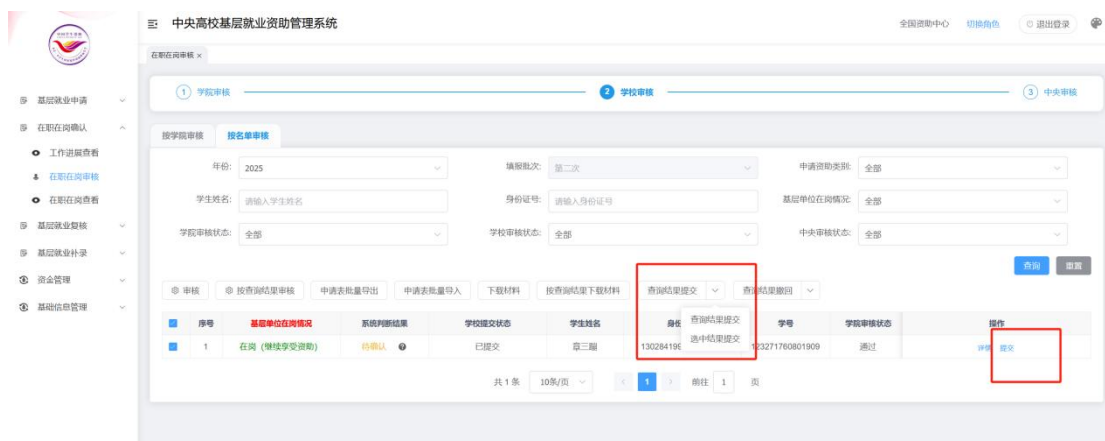 中央高校基层就业资助管理系统
全国资助中心 切换角色 退出登录
在职在岗审核 ×
基层就业申请
在职在岗确认
工作进展查看
在职在岗审核
在职在岗查看
基层就业复核
基层就业补录
资金管理
基础信息管理
1 学院审核 2 学校审核 3 中央审核
按学院审核 按名单审核
年份: 2025 填报批次: 第二次 申请资助类别: 全部
学生姓名: 请输入学生姓名 身份证号: 请输入身份证号 基层单位在岗情况: 全部
学院审核状态: 全部 学校审核状态: 全部 中央审核状态: 全部
查询 重置
审核 按查询结果审核 申请表批量导出 申请表批量导入 下载材料 按查询结果下载材料 查询结果提交 查询结果撤回
查询结果提交
选中结果提交
序号 基层单位在岗情况 系统判断结果 学校提交状态 学生姓名 身份 学号 学院审核状态 操作
1 在岗（继续享受资助） 待确认 已提交 章三 13028419 123271760801909 通过 详情 提交
共 1 条 10条/页 1 前往 1 页